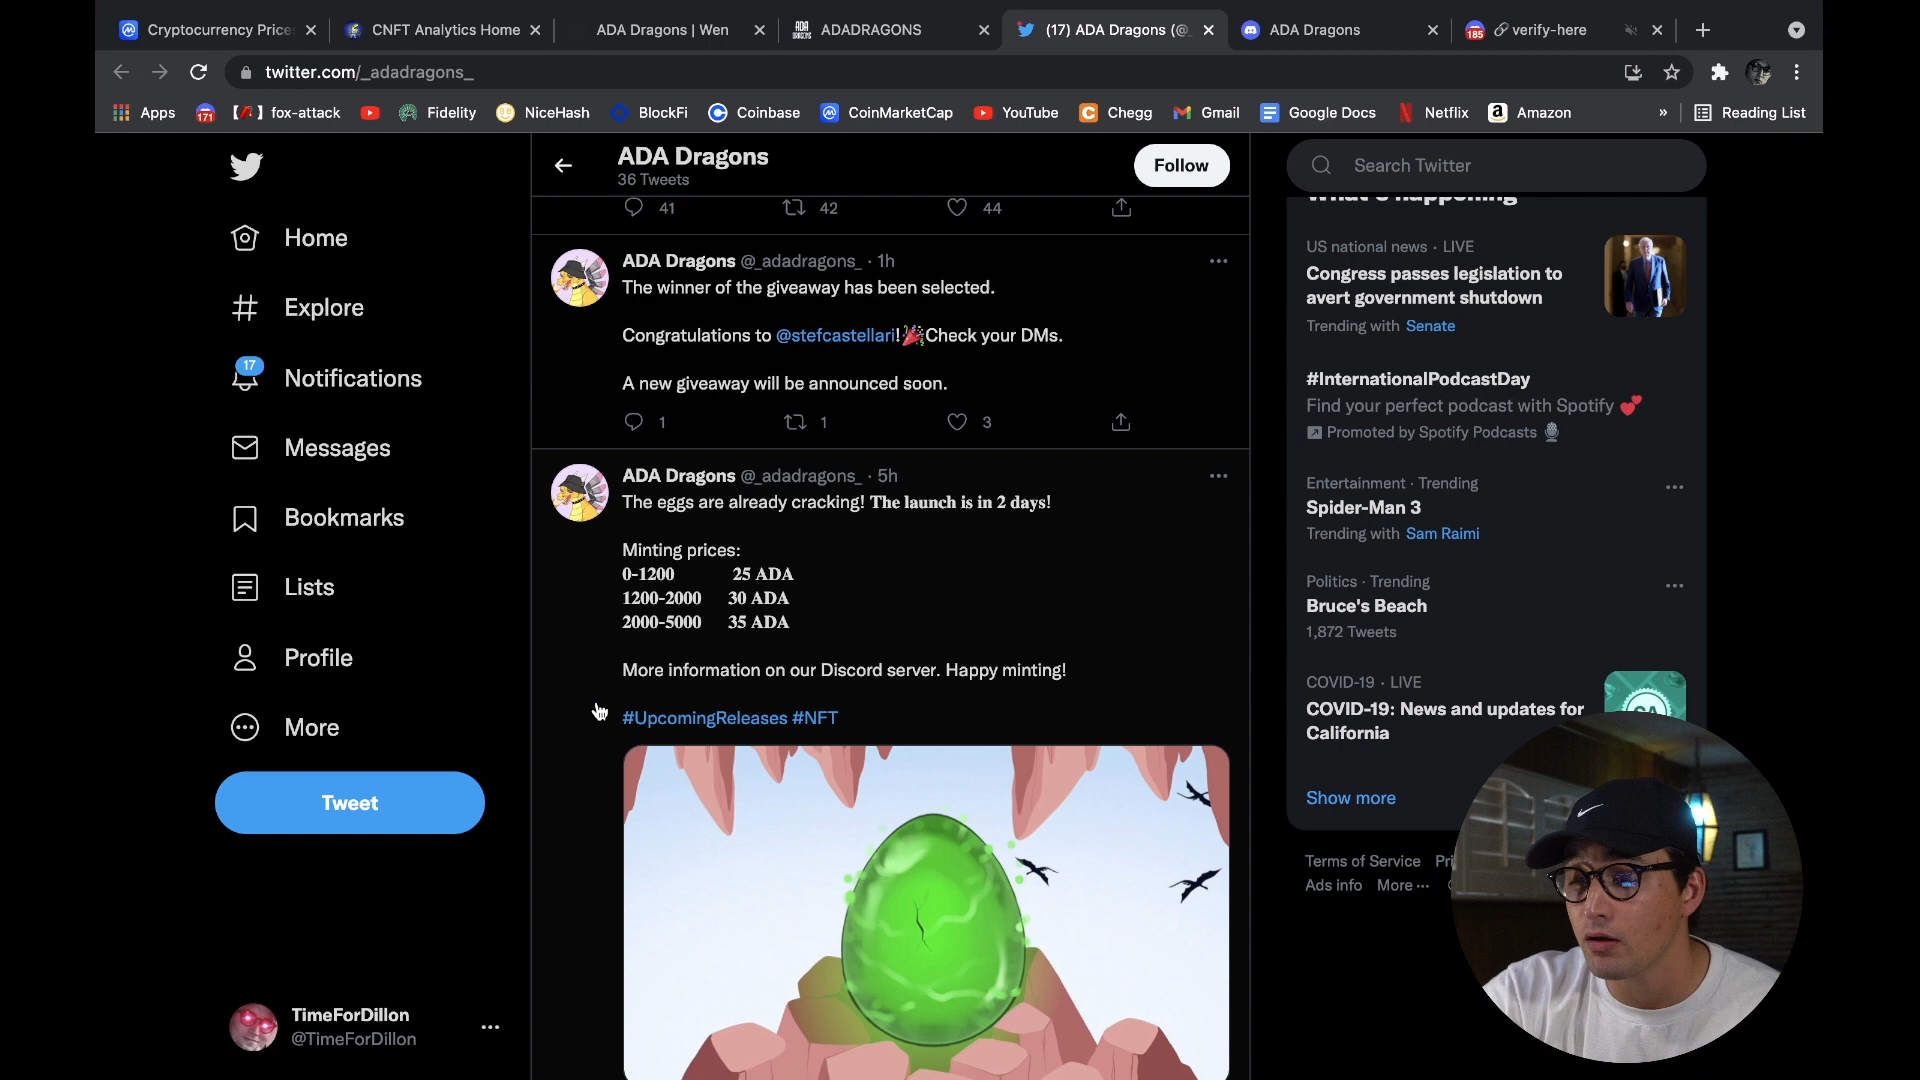 Cryptocurrency Price
CNFT Analytics Home
ADA Dragons | Wen
ADA DRAGONS
ADADRAGONS
(17) ADA Dragons (@_
ADA Dragons
185
verify-here
twitter.com/_adadragons_
Apps
171
fox-attack
Fidelity
NiceHash
BlockFi
Coinbase
CoinMarketCap
YouTube
Chegg
Gmail
Google Docs
Netflix
Amazon
»
Reading List
Home
Explore
17
Notifications
Messages
Bookmarks
Lists
Profile
More
Tweet
TimeForDillon
@TimeForDillon
ADA Dragons
36 Tweets
Follow
41 42 44
ADA Dragons @_adadragons_ · 1h
The winner of the giveaway has been selected.
Congratulations to @stefcastellari!🎉Check your DMs.
A new giveaway will be announced soon.
1 1 3
ADA Dragons @_adadragons_ · 5h
The eggs are already cracking! The launch is in 2 days!
Minting prices:
0-1200 25 ADA
1200-2000 30 ADA
2000-5000 35 ADA
More information on our Discord server. Happy minting!
#UpcomingReleases #NFT
Search Twitter
What's happening
US national news · LIVE
Congress passes legislation to
avert government shutdown
Trending with Senate
#InternationalPodcastDay
Find your perfect podcast with Spotify 💕
Promoted by Spotify Podcasts 🎙️
Entertainment · Trending
Spider-Man 3
Trending with Sam Raimi
Politics · Trending
Bruce's Beach
1,872 Tweets
COVID-19 · LIVE
COVID-19: News and updates for
California
CA
Show more
Terms of Service Pri
Ads info More ···